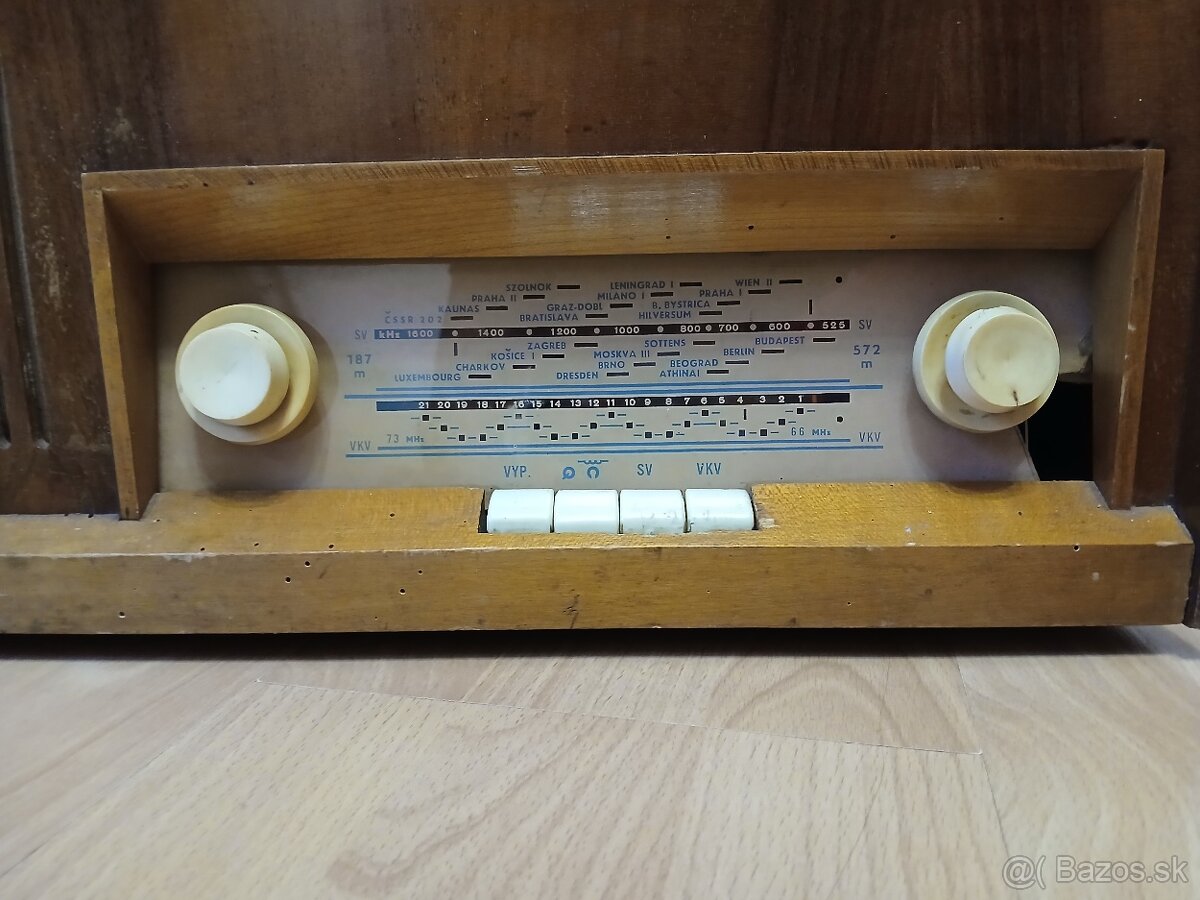 SZOLNOK LENINGRAD I WIEN II
PRAHA II MILANO I PRAHA I
KAUNAS GRAZ-DOBL B. BYSTRICA
ČSSR 202 BRATISLAVA HILVERSUM
SV kHz 1600 1400 1200 1000 800 700 600 525 SV
ZAGREB SOTTENS BUDAPEST
187 m KOŠICE I MOSKVA III BERLIN 572 m
CHARKOV BRNO BEOGRAD
LUXEMBOURG DRESDEN ATHINAI
21 20 19 18 17 16 15 14 13 12 11 10 9 8 7 6 5 4 3 2 1
VKV 73 MHz 66 MHz VKV
VYP. SV VKV
@( Bazos.sk